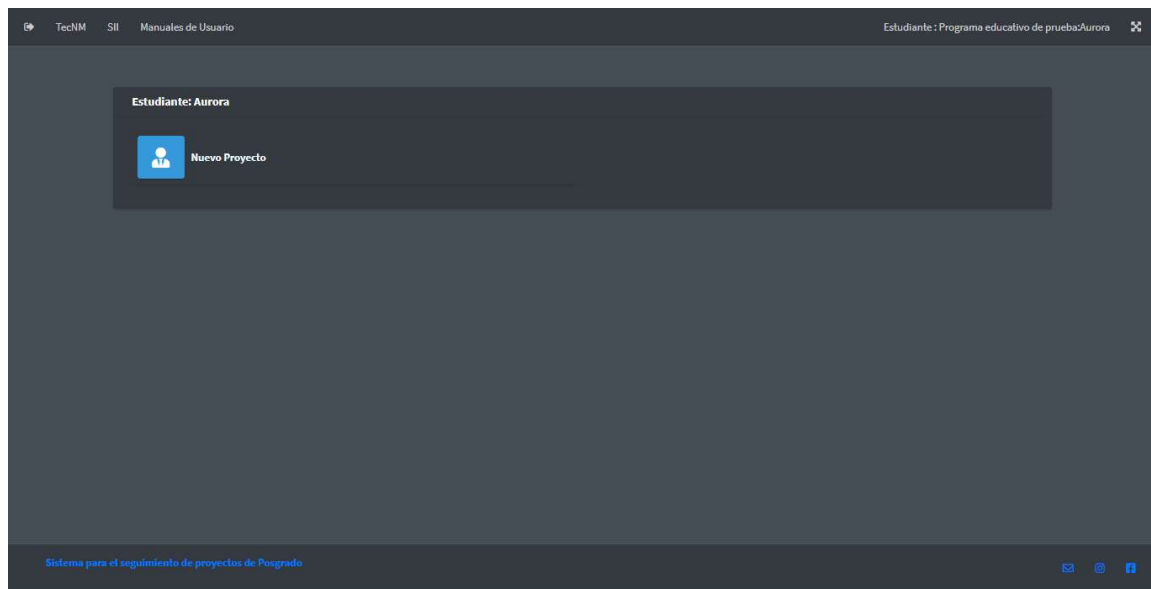 TecNM SII Manuales de Usuario Estudiante : Programa educativo de prueba:Aurora
Estudiante: Aurora
Nuevo Proyecto
Sistema para el seguimiento de proyectos de Posgrado